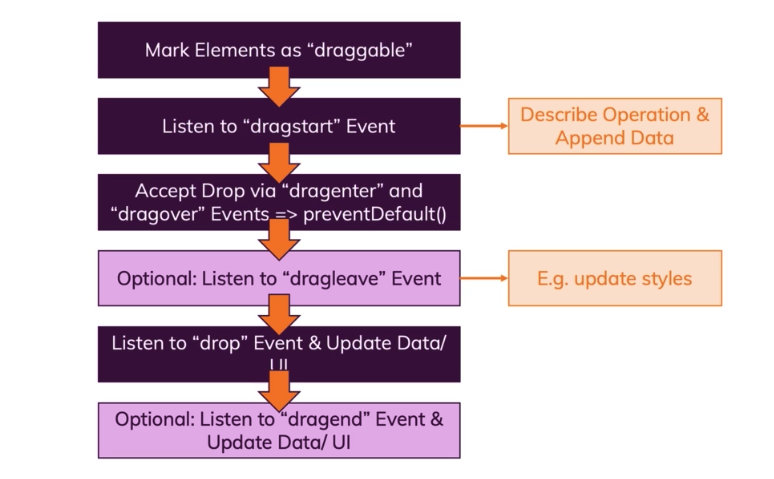 Mark Elements as “draggable”
Listen to “dragstart” Event
Describe Operation &
Append Data
Accept Drop via “dragenter” and
“dragover” Events => preventDefault()
Optional: Listen to “dragleave” Event
E.g. update styles
Listen to “drop” Event & Update Data/
UI
Optional: Listen to “dragend” Event &
Update Data/ UI